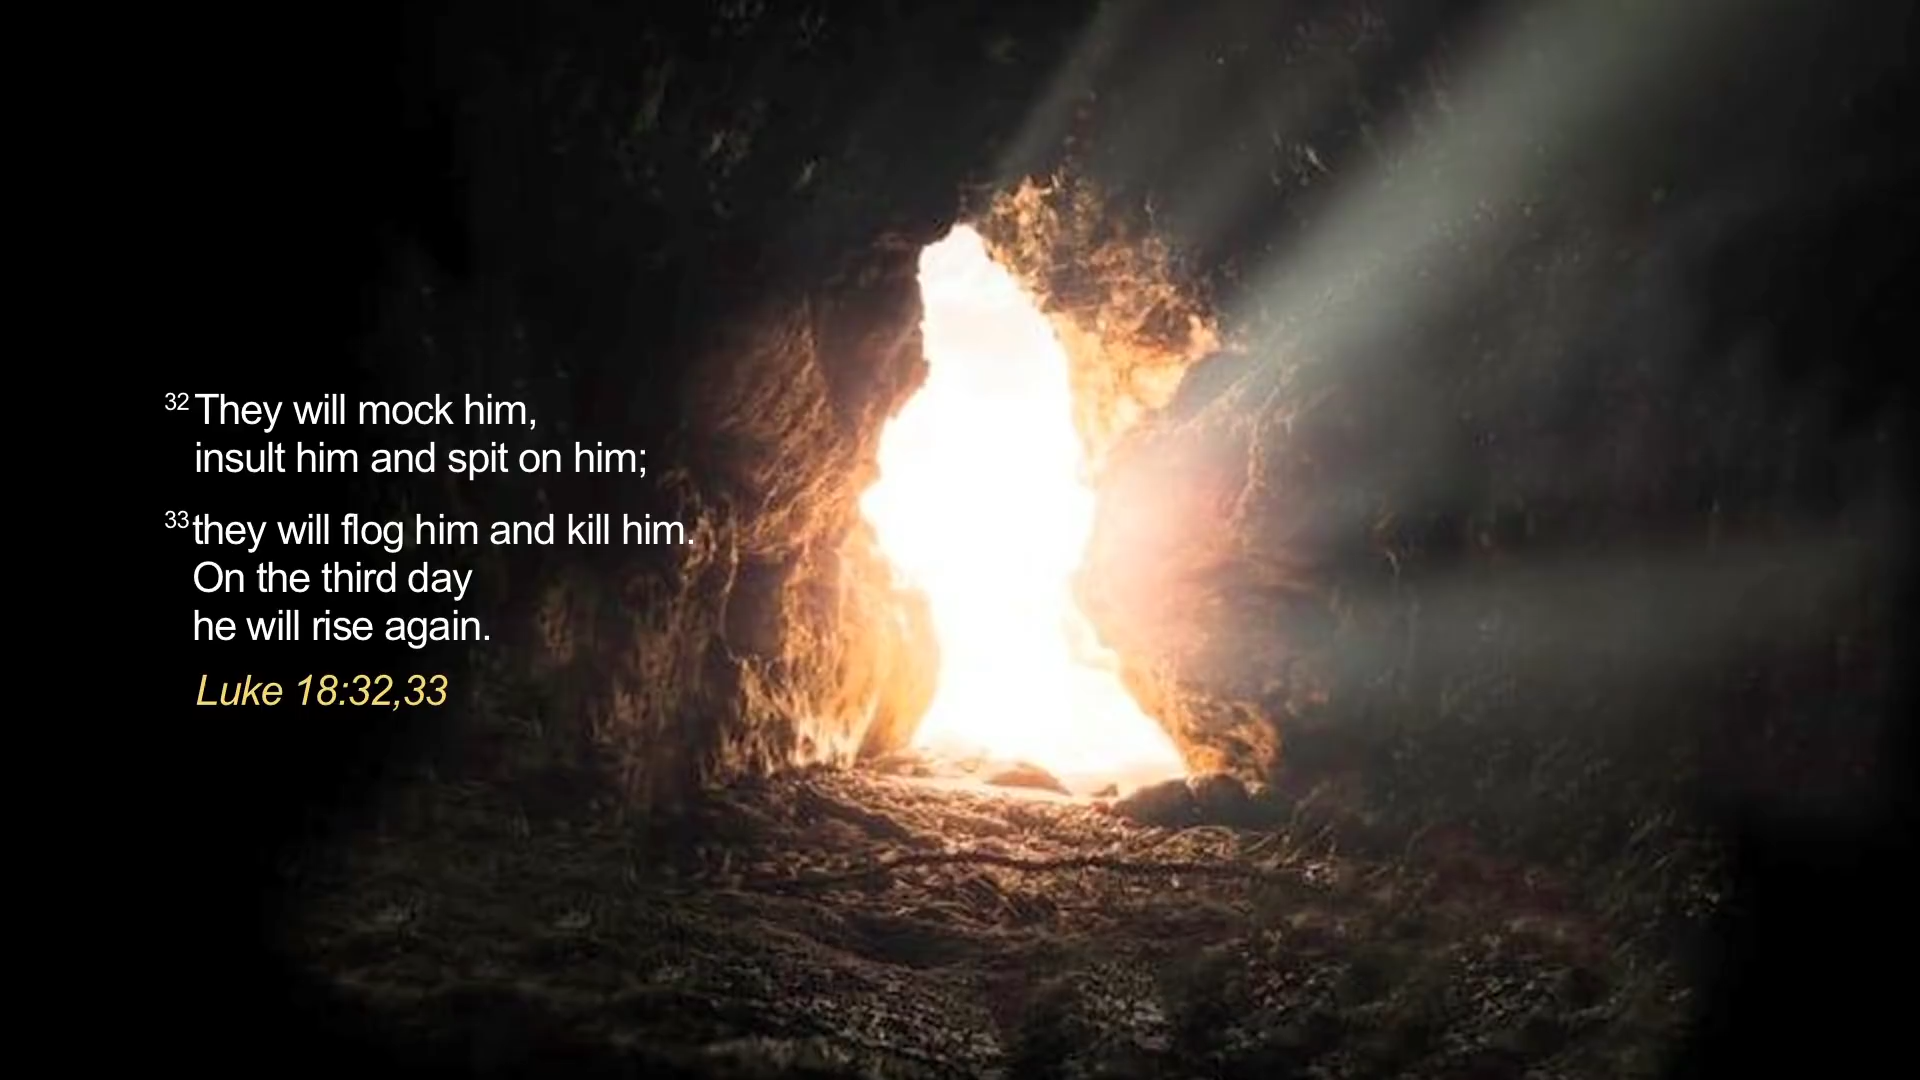 32 They will mock him,
insult him and spit on him;
33 they will flog him and kill him.
On the third day
he will rise again.
Luke 18:32,33